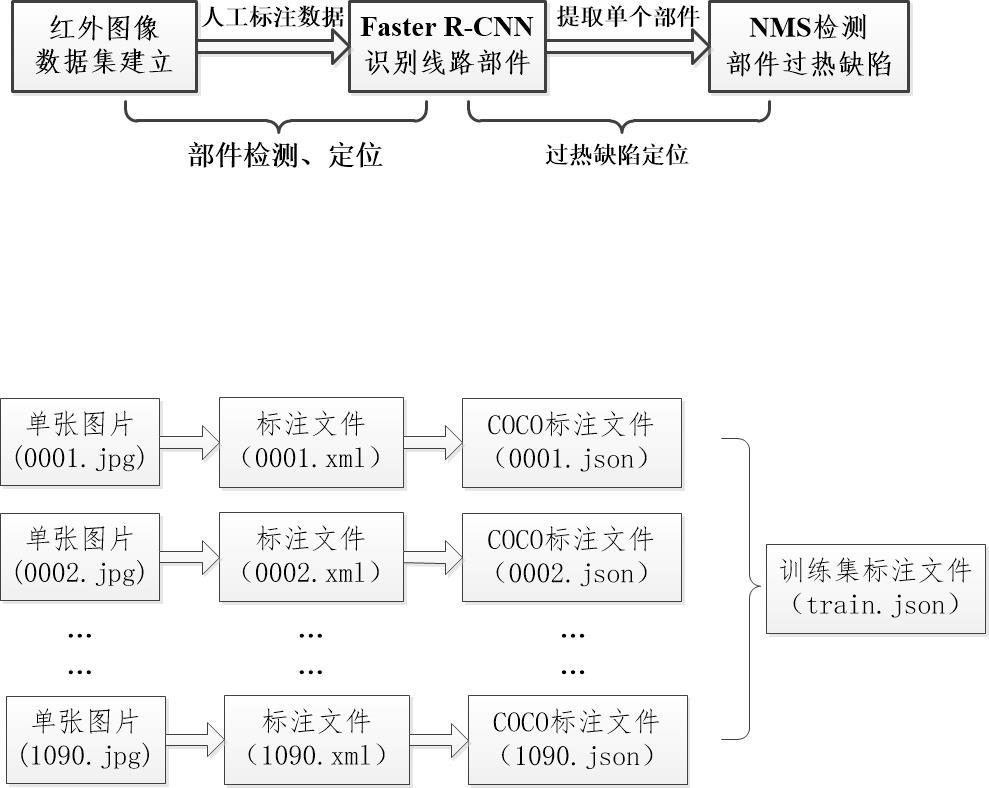 红外图像
数据集建立
人工标注数据
Faster R-CNN
识别线路部件
提取单个部件
NMS检测
部件过热缺陷
部件检测、定位
过热缺陷定位
单张图片
(0001.jpg)
标注文件
（0001.xml）
COCO标注文件
（0001.json）
单张图片
(0002.jpg)
标注文件
（0002.xml）
COCO标注文件
（0002.json）
...
...
...
...
...
...
单张图片
(1090.jpg)
标注文件
（1090.xml）
COCO标注文件
（1090.json）
训练集标注文件
（train.json）